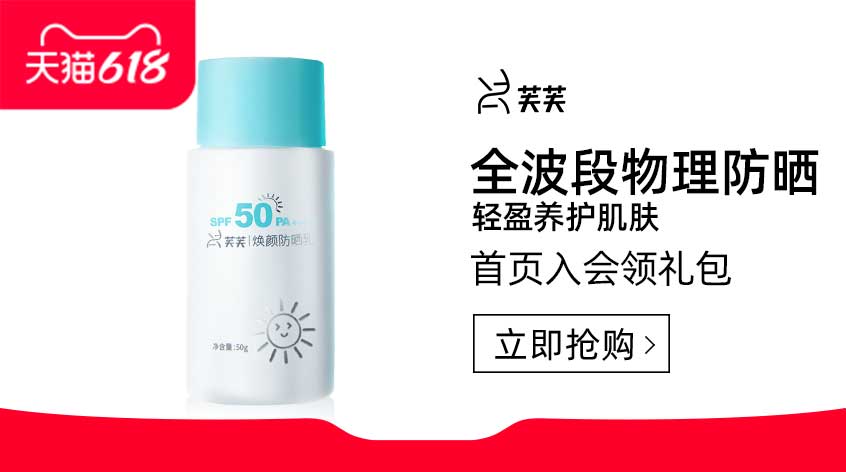 天猫618
芙芙
全波段物理防晒
轻盈养护肌肤
首页入会领礼包
立即抢购 >
SPF 50 PA+++
芙芙|焕颜防晒乳
净含量:50g